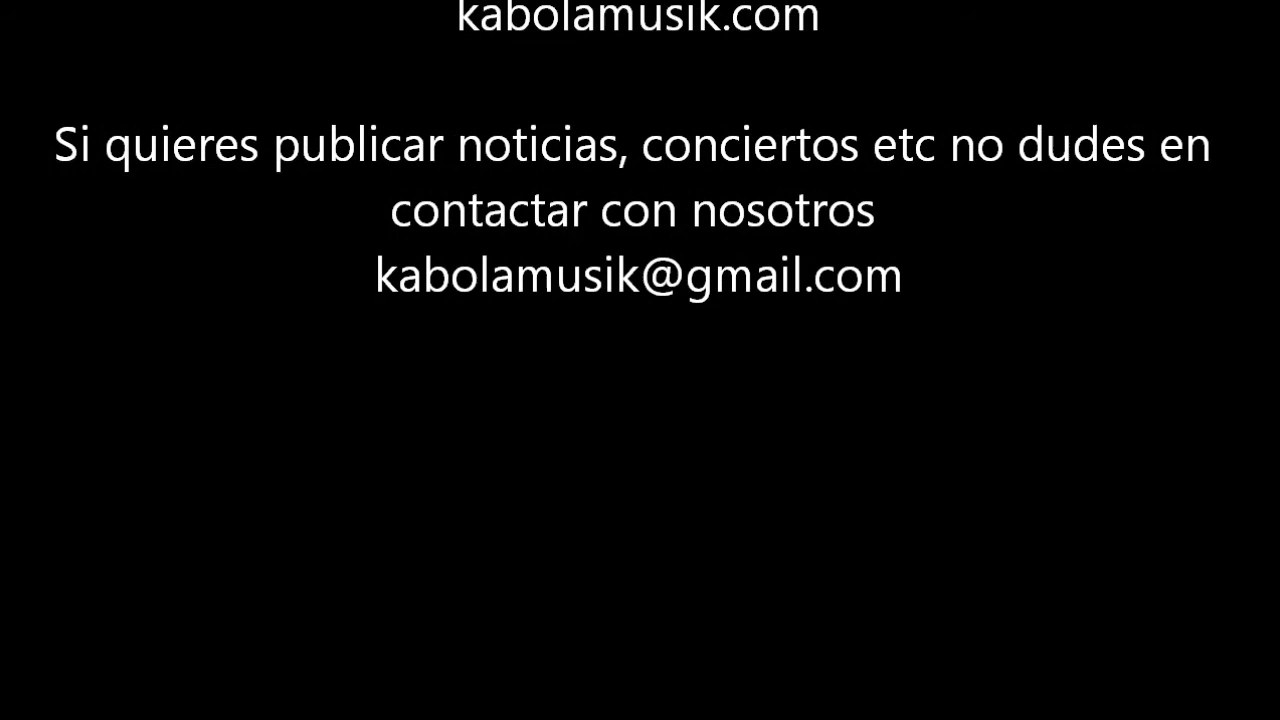 kabolamusik.com
Si quieres publicar noticias, conciertos etc no dudes en
contactar con nosotros
kabolamusik@gmail.com